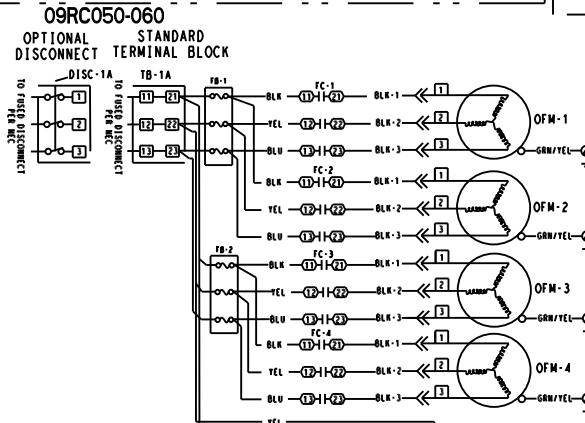 09RC050-060
OPTIONAL DISCONNECT
STANDARD TERMINAL BLOCK
DISC-1A
TB-1A
TO FUSED DISCONNECT PER NEC
1
2
3
TO FUSED DISCONNECT PER NEC
11 21
12 22
13 23
FB-1
FC-1
BLK 11 21 BLK-1 1
YEL 12 22 BLK-2 2
BLU 13 23 BLK-3 3
OFM-1
GRN/YEL
FC-2
BLK 11 21 BLK-1 1
YEL 12 22 BLK-2 2
BLU 13 23 BLK-3 3
OFM-2
GRN/YEL
FB-2
FC-3
BLK 11 21 BLK-1 1
YEL 12 22 BLK-2 2
BLU 13 23 BLK-3 3
OFM-3
GRN/YEL
FC-4
BLK 11 21 BLK-1 1
YEL 12 22 BLK-2 2
BLU 13 23 BLK-3 3
OFM-4
GRN/YEL
YEL